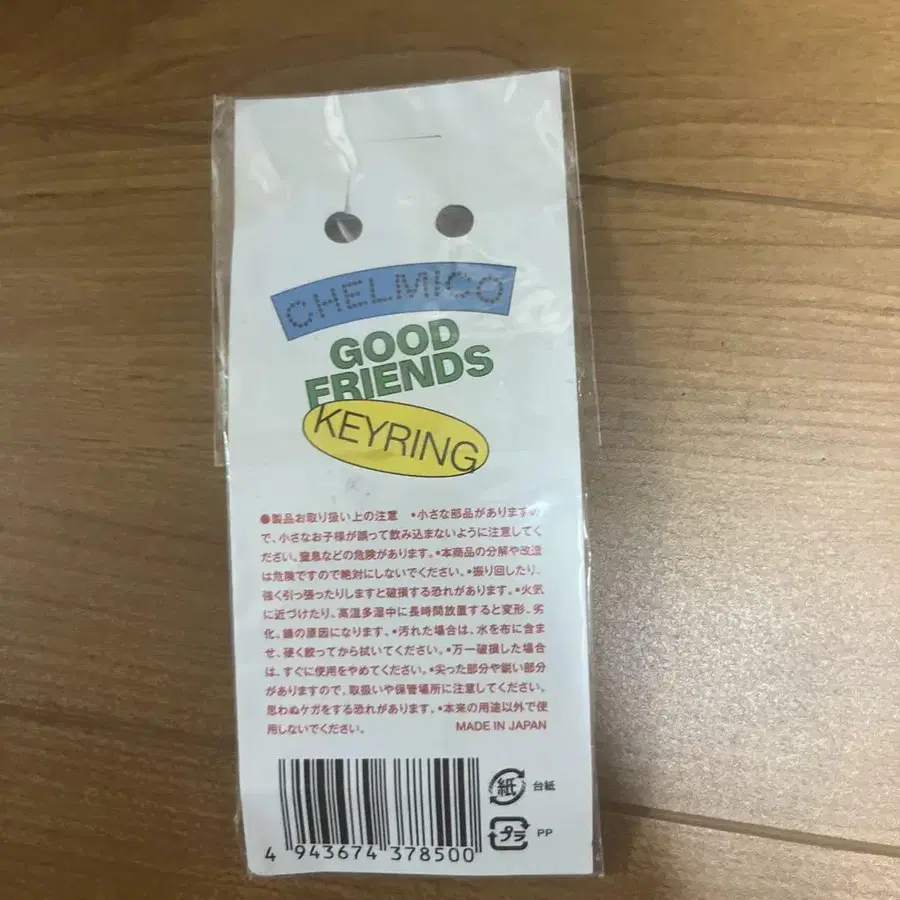 CHELMICO
GOOD
FRIENDS
KEYRING
●製品お取り扱い上の注意 •小さな部品がありますの
で、小さなお子様が誤って飲み込まないように注意してく
ださい。窒息などの危険があります。•本商品の分解や改造
は危険ですので絶対にしないでください。•振り回したり、
強く引っ張ったりしますと破損する恐れがあります。•火気
に近づけたり、高温多湿中に長時間放置すると変形、劣
化、錆の原因になります。•汚れた場合は、水を布に含ま
せ、硬く絞ってから拭いてください。•万一破損した場合
は、すぐに使用をやめてください。•尖った部分や鋭い部分
がありますので、取扱いや保管場所に注意してください。
思わぬケガをする恐れがあります。•本来の用途以外で使
用しないでください。 MADE IN JAPAN
紙 台紙
プラ PP
4 943674 378500